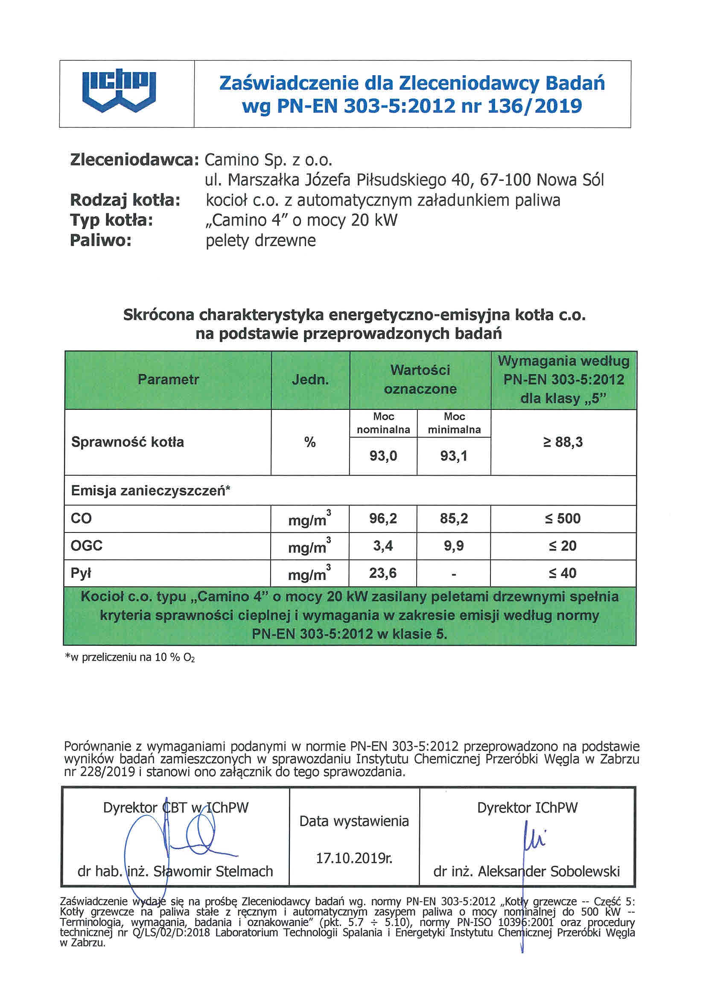 IChPW
Zaświadczenie dla Zleceniodawcy Badań
wg PN-EN 303-5:2012 nr 136/2019
Zleceniodawca: Camino Sp. z o.o.
ul. Marszałka Józefa Piłsudskiego 40, 67-100 Nowa Sól
Rodzaj kotła: kocioł c.o. z automatycznym załadunkiem paliwa
Typ kotła: „Camino 4” o mocy 20 kW
Paliwo: pelety drzewne
Skrócona charakterystyka energetyczno-emisyjna kotła c.o.
na podstawie przeprowadzonych badań
Parametr Jedn. Wartości oznaczone Wymagania według PN-EN 303-5:2012 dla klasy „5”
Moc nominalna Moc minimalna
Sprawność kotła % 93,0 93,1 ≥ 88,3
Emisja zanieczyszczeń*
CO mg/m³ 96,2 85,2 ≤ 500
OGC mg/m³ 3,4 9,9 ≤ 20
Pył mg/m³ 23,6 - ≤ 40
Kocioł c.o. typu „Camino 4” o mocy 20 kW zasilany peletami drzewnymi spełnia
kryteria sprawności cieplnej i wymagania w zakresie emisji według normy
PN-EN 303-5:2012 w klasie 5.
*w przeliczeniu na 10 % O₂
Porównanie z wymaganiami podanymi w normie PN-EN 303-5:2012 przeprowadzono na podstawie
wyników badań zamieszczonych w sprawozdaniu Instytutu Chemicznej Przeróbki Węgla w Zabrzu
nr 228/2019 i stanowi ono załącznik do tego sprawozdania.
Dyrektor CBT w IChPW
dr hab. inż. Sławomir Stelmach
Data wystawienia
17.10.2019r.
Dyrektor IChPW
dr inż. Aleksander Sobolewski
Zaświadczenie wydaje się na prośbę Zleceniodawcy badań wg. normy PN-EN 303-5:2012 „Kotły grzewcze -- Część 5:
Kotły grzewcze na paliwa stałe z ręcznym i automatycznym zasypem paliwa o mocy nominalnej do 500 kW --
Terminologia, wymagania, badania i oznakowanie” (pkt. 5.7 ÷ 5.10), normy PN-ISO 10396:2001 oraz procedury
technicznej nr Q/LS/02/D:2018 Laboratorium Technologii Spalania i Energetyki Instytutu Chemicznej Przeróbki Węgla
w Zabrzu.